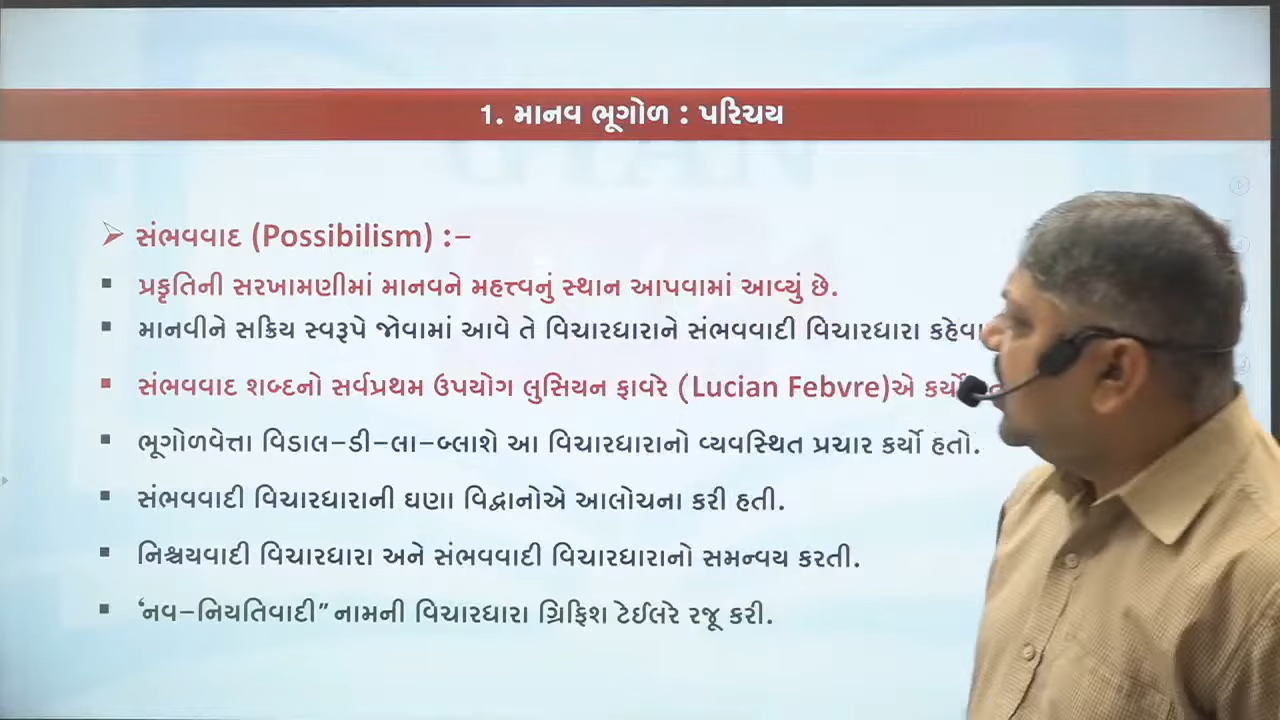 1. માનવ ભૂગોળ : પરિચય
➢ સંભવવાદ (Possibilism) :–
▪ પ્રકૃતિની સરખામણીમાં માનવને મહત્ત્વનું સ્થાન આપવામાં આવ્યું છે.
▪ માનવીને સક્રિય સ્વરૂપે જોવામાં આવે તે વિચારધારાને સંભવવાદી વિચારધારા
▪ સંભવવાદ શબ્દનો સર્વપ્રથમ ઉપયોગ લુસિયન ફાવરે (Lucian Febvre)એ
▪ ભૂગોળવેત્તા વિડાલ–ડી–લા–બ્લાશે આ વિચારધારાનો વ્યવસ્થિત પ્રચાર કર્યો હતો.
▪ સંભવવાદી વિચારધારાની ઘણા વિદ્વાનોએ આલોચના કરી હતી.
▪ નિશ્ચયવાદી વિચારધારા અને સંભવવાદી વિચારધારાનો સમન્વય કરતી.
▪ ‘નવ–નિયતિવાદી” નામની વિચારધારા ગ્રિફિશ ટેઈલરે રજૂ કરી.